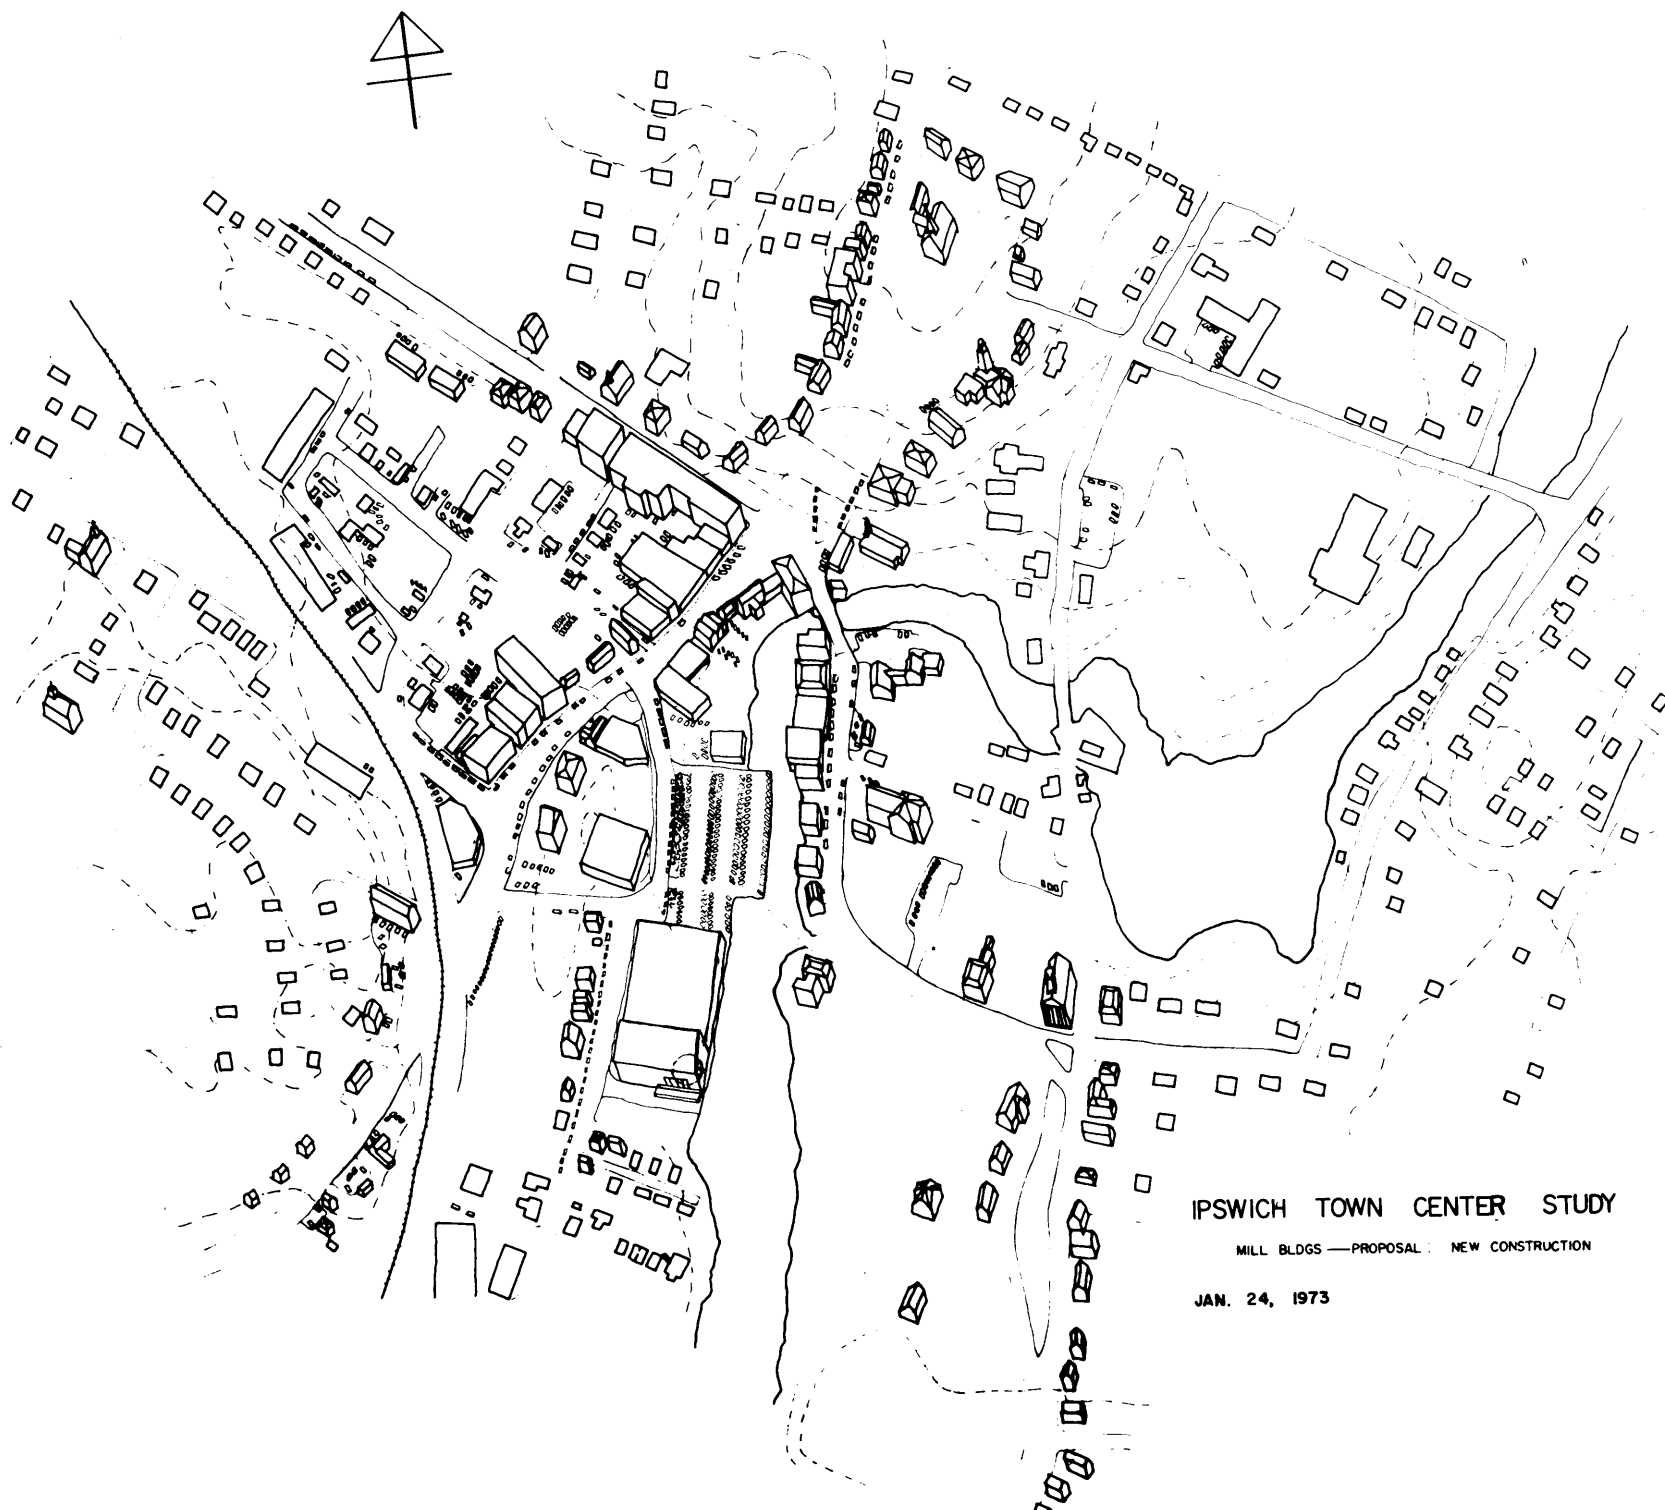 IPSWICH TOWN CENTER STUDY
MILL BLDGS — PROPOSAL : NEW CONSTRUCTION
JAN. 24, 1973